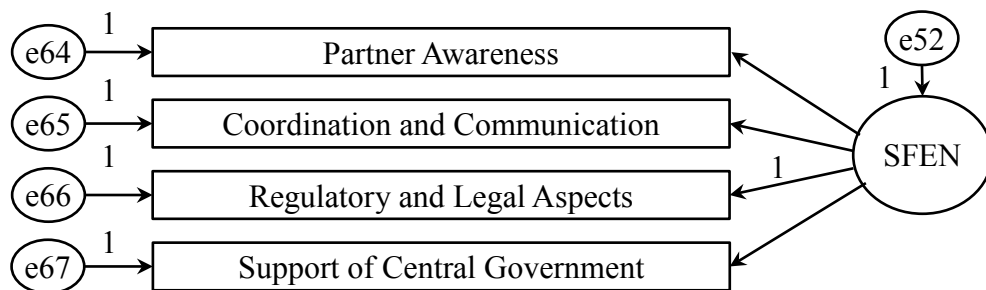 1
e64
Partner Awareness
e52
1
1
e65
Coordination and Communication
SFEN
1
e66
Regulatory and Legal Aspects
1
1
e67
Support of Central Government